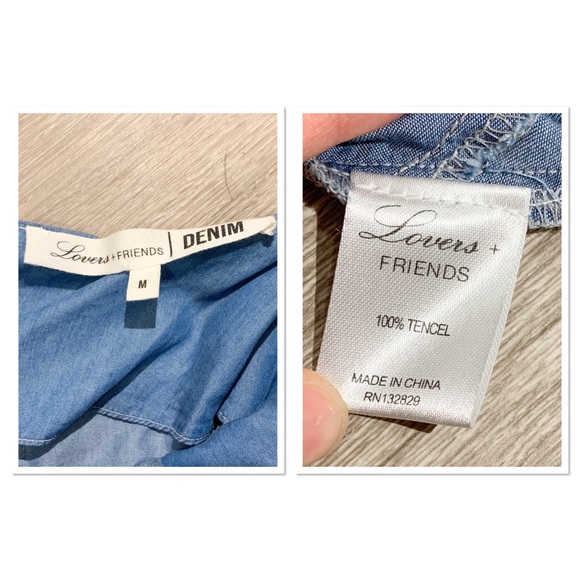 Lovers + FRIENDS | DENIM
M
Lovers +
FRIENDS
100% TENCEL
MADE IN CHINA
RN132829